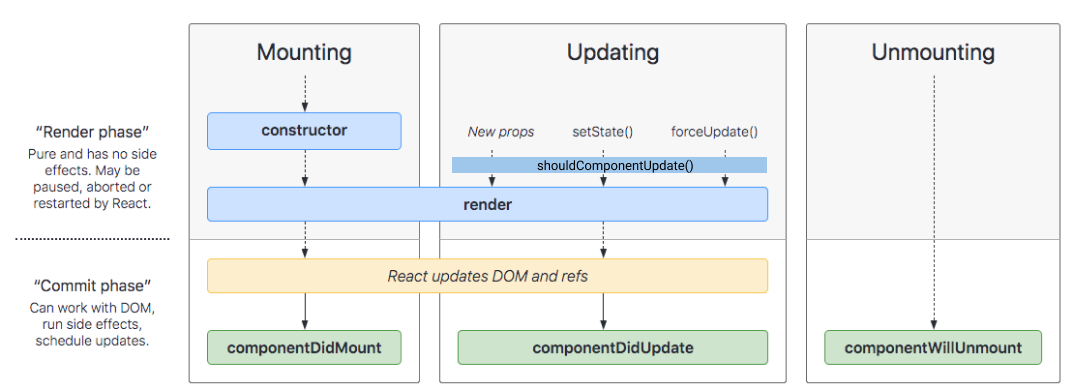 Mounting
Updating
Unmounting
“Render phase”
Pure and has no side
effects. May be
paused, aborted or
restarted by React.
constructor
New props
setState()
forceUpdate()
shouldComponentUpdate()
render
“Commit phase”
Can work with DOM,
run side effects,
schedule updates.
React updates DOM and refs
componentDidMount
componentDidUpdate
componentWillUnmount